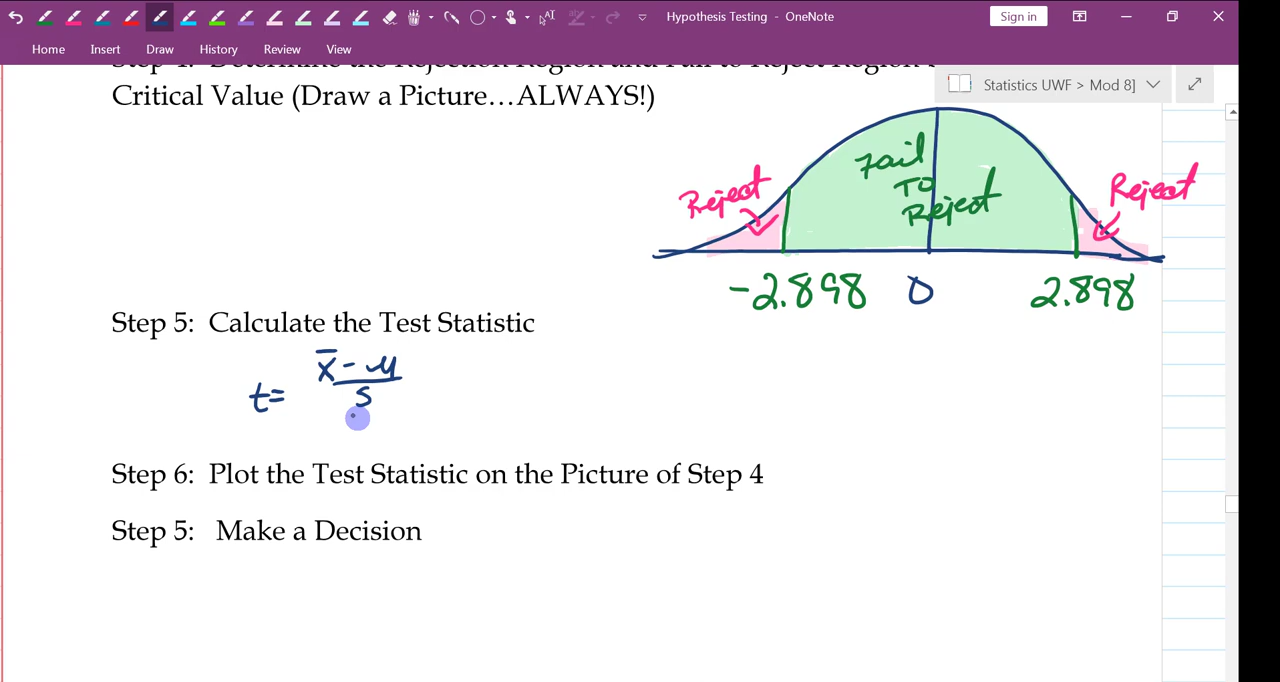 Hypothesis Testing - OneNote
Sign in
Home Insert Draw History Review View
Statistics UWF > Mod 8]
Critical Value (Draw a Picture…ALWAYS!)
Fail
To
Reject
Reject
Reject
-2.898 0 2.898
Step 5: Calculate the Test Statistic
x̄ - μ
t=
s
Step 6: Plot the Test Statistic on the Picture of Step 4
Step 5: Make a Decision